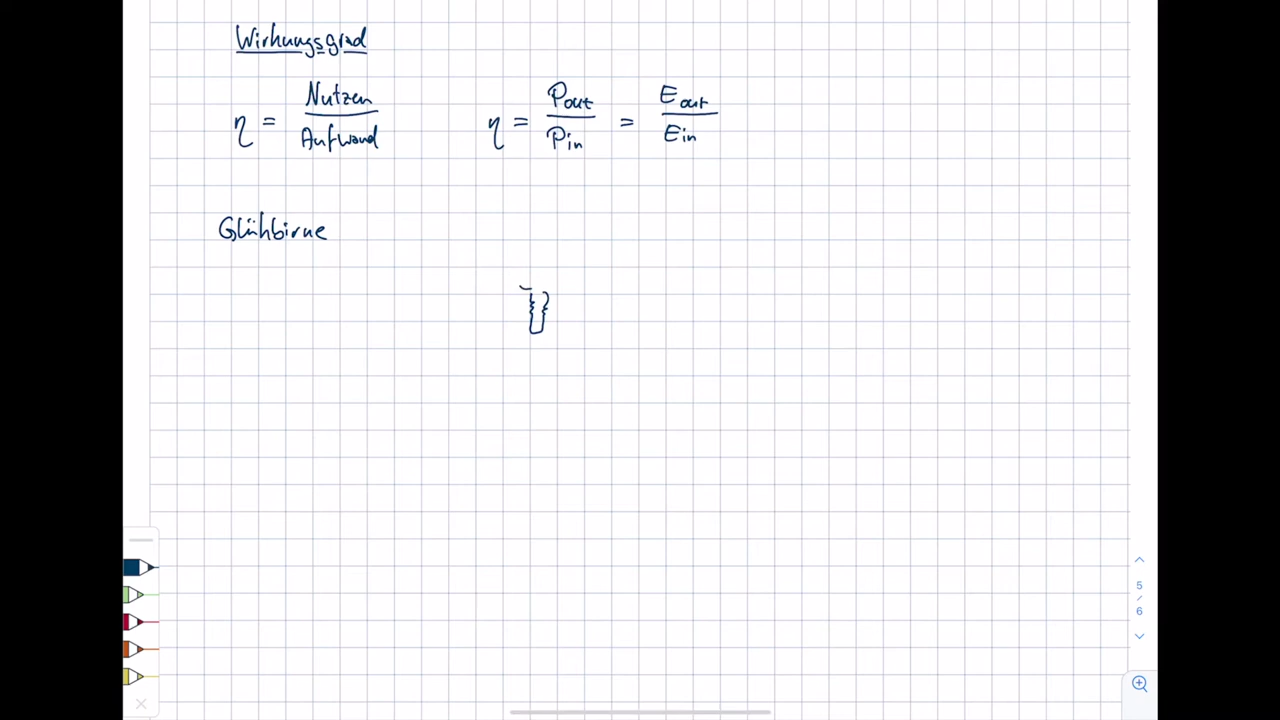 Wirkungsgrad
η = Nutzen / Aufwand η = Pout / Pin = Eout / Ein
Glühbirne
5
/
6